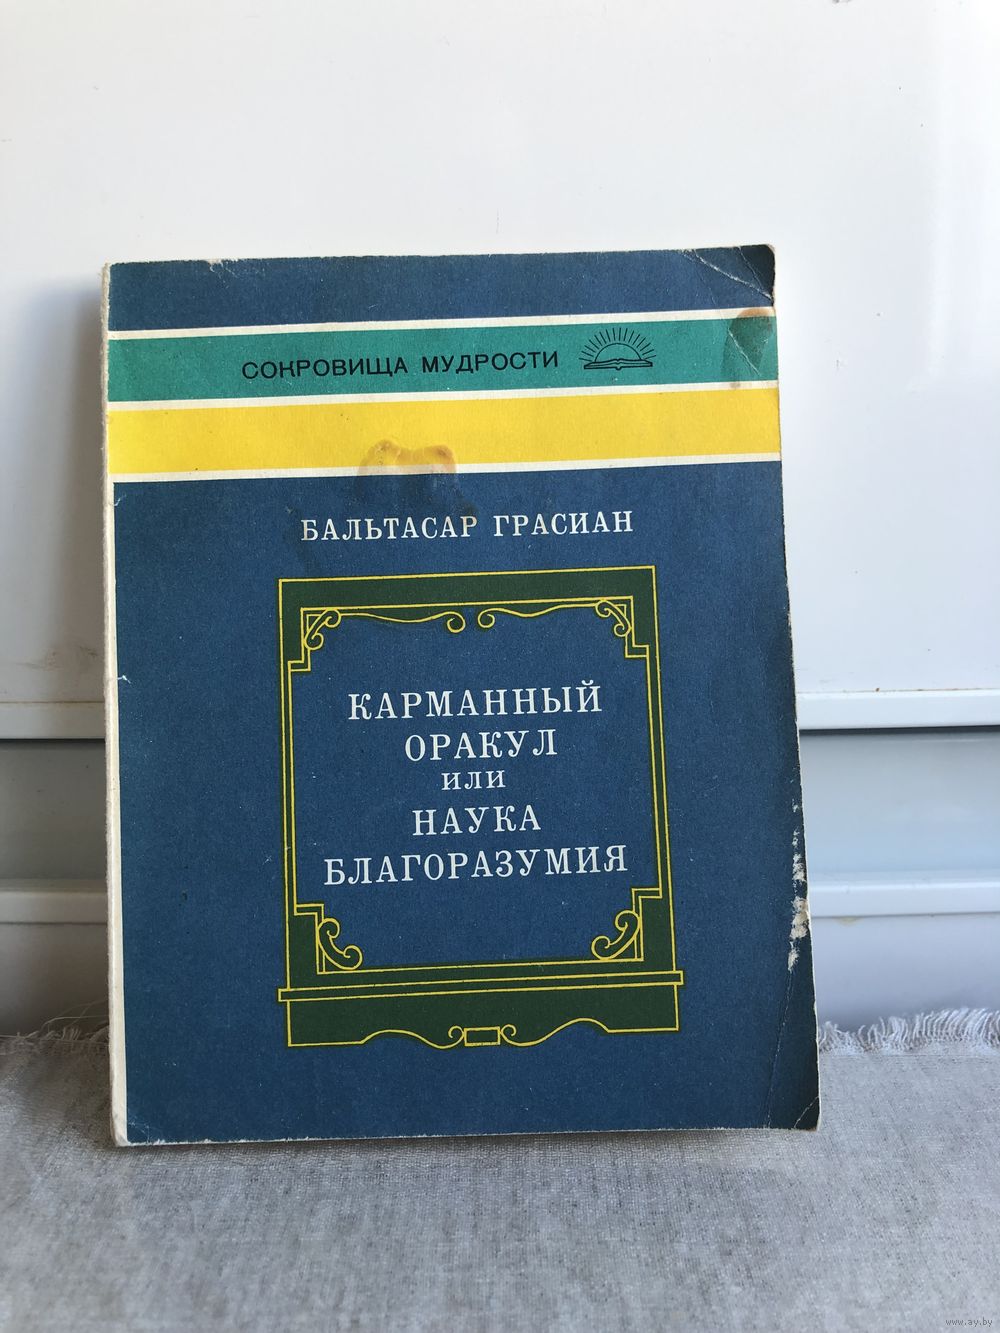 СОКРОВИЩА МУДРОСТИ
БАЛЬТАСАР ГРАСИАН
КАРМАННЫЙ
ОРАКУЛ
ИЛИ
НАУКА
БЛАГОРАЗУМИЯ
www.ay.by